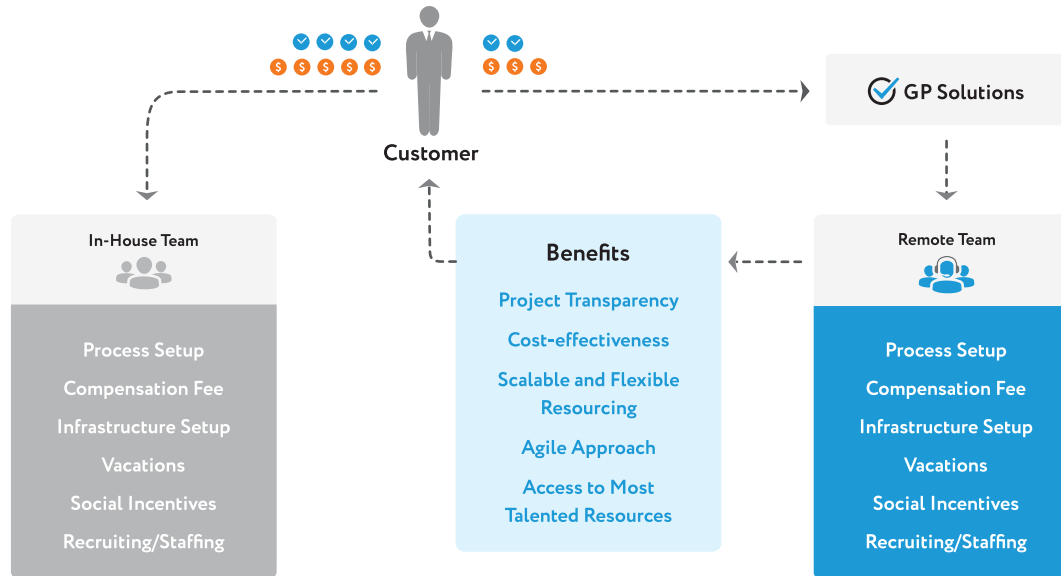 Customer
GP Solutions
In-House Team
Process Setup
Compensation Fee
Infrastructure Setup
Vacations
Social Incentives
Recruiting/Staffing
Benefits
Project Transparency
Cost-effectiveness
Scalable and Flexible
Resourcing
Agile Approach
Access to Most
Talented Resources
Remote Team
Process Setup
Compensation Fee
Infrastructure Setup
Vacations
Social Incentives
Recruiting/Staffing